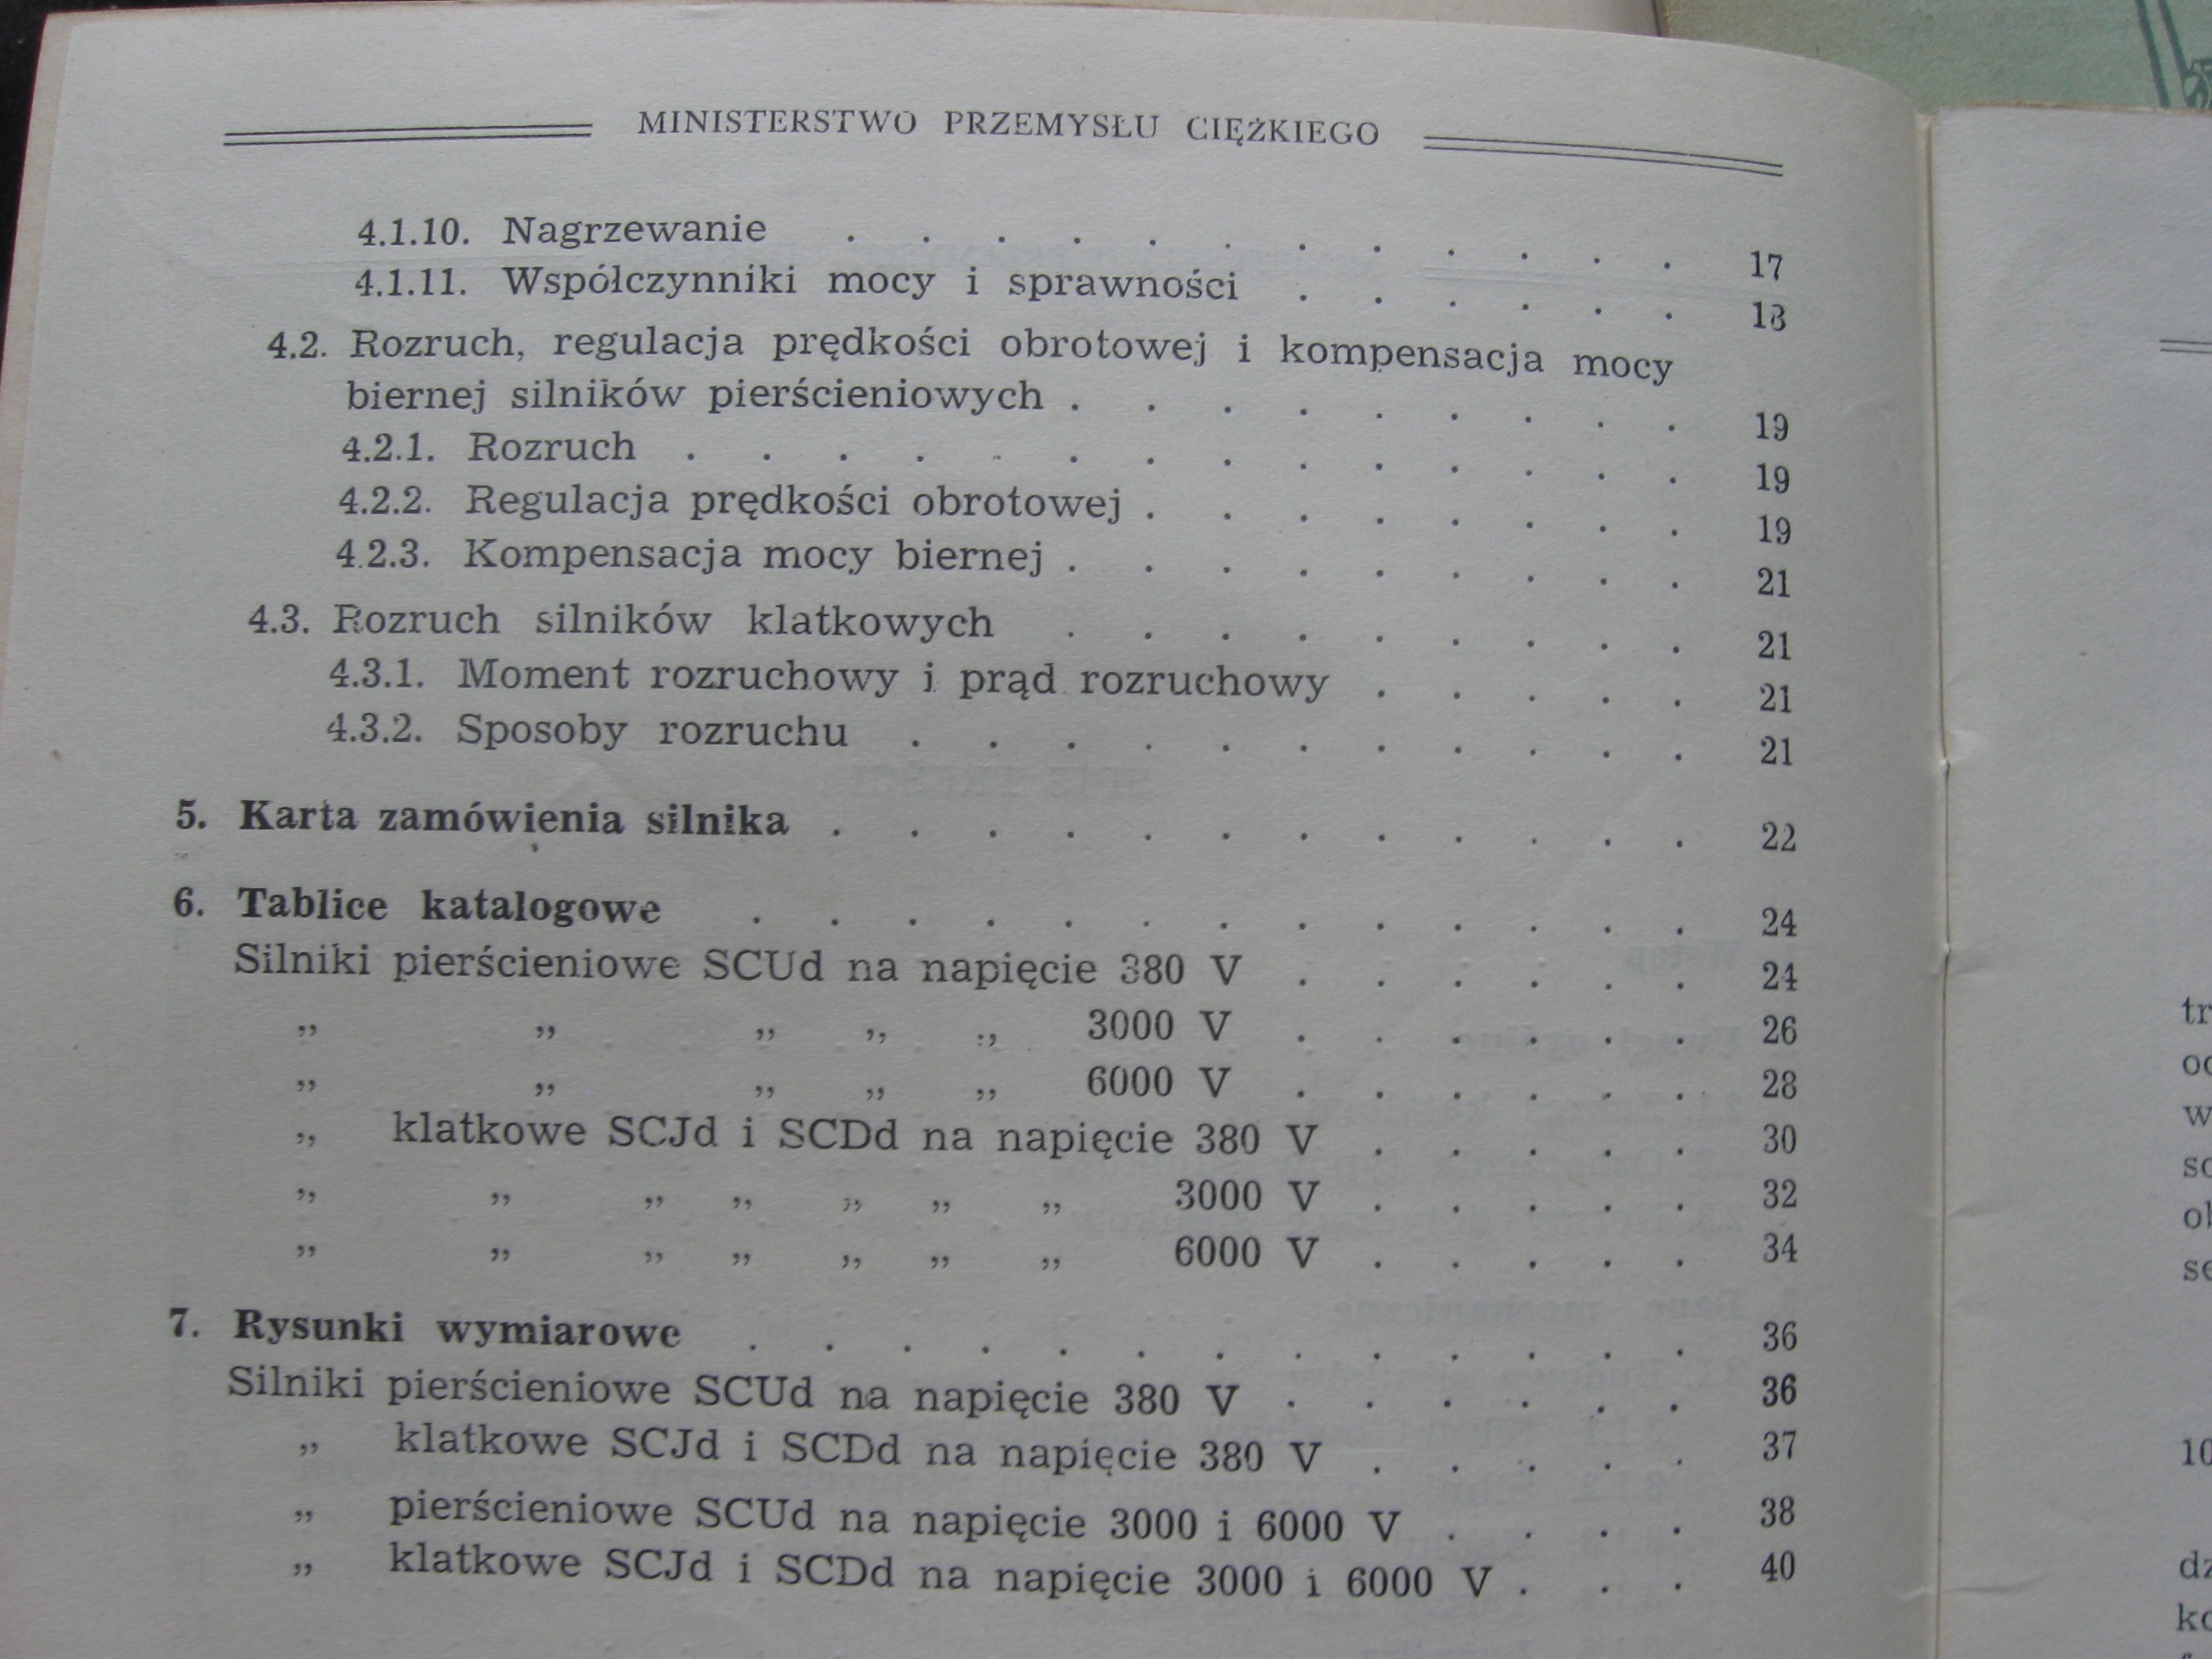 MINISTERSTWO PRZEMYSŁU CIĘŻKIEGO
4.1.10. Nagrzewanie . . . . . . . . . . . . 17
4.1.11. Współczynniki mocy i sprawności . . . . . . 18
4.2. Rozruch, regulacja prędkości obrotowej i kompensacja mocy
biernej silników pierścieniowych . . . . . . . . . 19
4.2.1. Rozruch . . . . . . . . . . . . . . 19
4.2.2. Regulacja prędkości obrotowej . . . . . . . . 19
4.2.3. Kompensacja mocy biernej . . . . . . . . . 21
4.3. Rozruch silników klatkowych . . . . . . . . . 21
4.3.1. Moment rozruchowy i prąd rozruchowy . . . . . 21
4.3.2. Sposoby rozruchu . . . . . . . . . . . 21
5. Karta zamówienia silnika . . . . . . . . . . . . 22
6. Tablice katalogowe . . . . . . . . . . . . . 24
Silniki pierścieniowe SCUd na napięcie 380 V . . . . . . 24
„ „ „ „ „ 3000 V . . . . . . 26
„ „ „ „ „ 6000 V . . . . . . 28
„ klatkowe SCJd i SCDd na napięcie 380 V . . . . . 30
„ „ „ „ „ „ „ 3000 V . . . . . 32
„ „ „ „ „ „ „ 6000 V . . . . . 34
7. Rysunki wymiarowe . . . . . . . . . . . . . 36
Silniki pierścieniowe SCUd na napięcie 380 V . . . . . . 36
„ klatkowe SCJd i SCDd na napięcie 380 V . . . . . 37
„ pierścieniowe SCUd na napięcie 3000 i 6000 V . . . . 38
„ klatkowe SCJd i SCDd na napięcie 3000 i 6000 V . . . 40